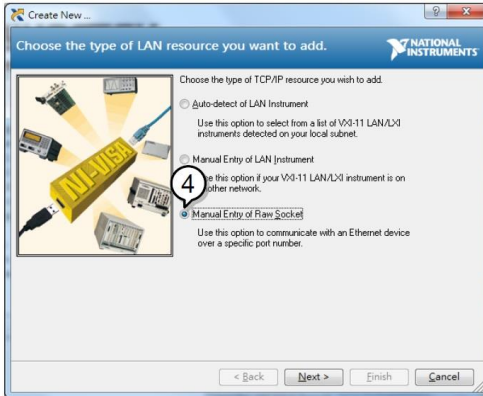 Create New ...
Choose the type of LAN resource you want to add.
NATIONAL
INSTRUMENTS
Choose the type of TCP/IP resource you wish to add.
Auto-detect of LAN Instrument
Use this option to select from a list of VXI-11 LAN/LXI
instruments detected on your local subnet.
Manual Entry of LAN Instrument
this option if your VXI-11 LAN/LXI instrument is on
network.
4
Manual Entry of Raw Socket
Use this option to communicate with an Ethernet device
over a specific port number.
NI-VISA
< Back
Next >
Finish
Cancel